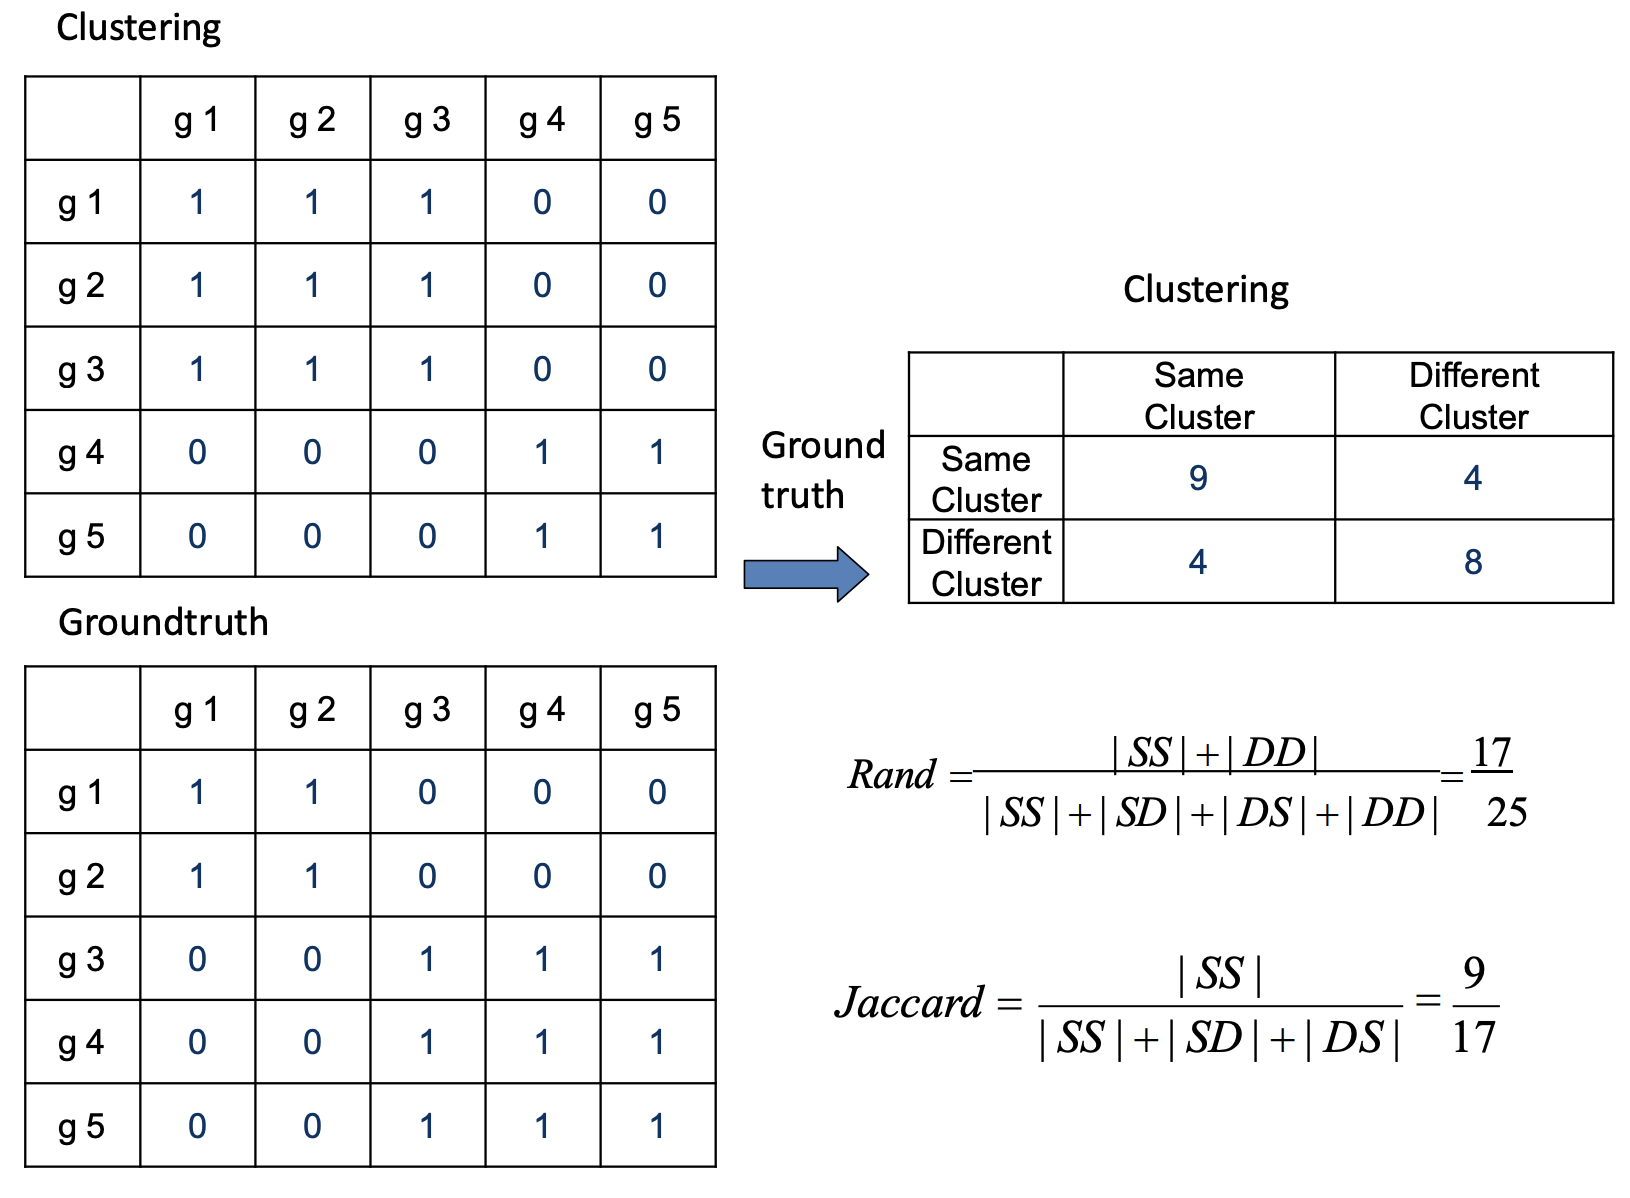 Clustering
g 1 g 2 g 3 g 4 g 5
g 1 1 1 1 0 0
g 2 1 1 1 0 0
g 3 1 1 1 0 0
g 4 0 0 0 1 1
g 5 0 0 0 1 1
Groundtruth
g 1 g 2 g 3 g 4 g 5
g 1 1 1 0 0 0
g 2 1 1 0 0 0
g 3 0 0 1 1 1
g 4 0 0 1 1 1
g 5 0 0 1 1 1
Clustering
Ground
truth
Same
Cluster
Different
Cluster
Same
Cluster
9 4
Different
Cluster
4 8
Rand = |SS|+|DD| / |SS|+|SD|+|DS|+|DD| = 17 / 25
Jaccard = |SS| / |SS|+|SD|+|DS| = 9 / 17